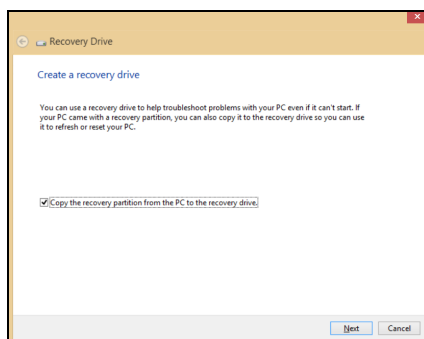 Recovery Drive
Create a recovery drive
You can use a recovery drive to help troubleshoot problems with your PC even if it can't start. If
your PC came with a recovery partition, you can also copy it to the recovery drive so you can use
it to refresh or reset your PC.
Copy the recovery partition from the PC to the recovery drive.
Next Cancel